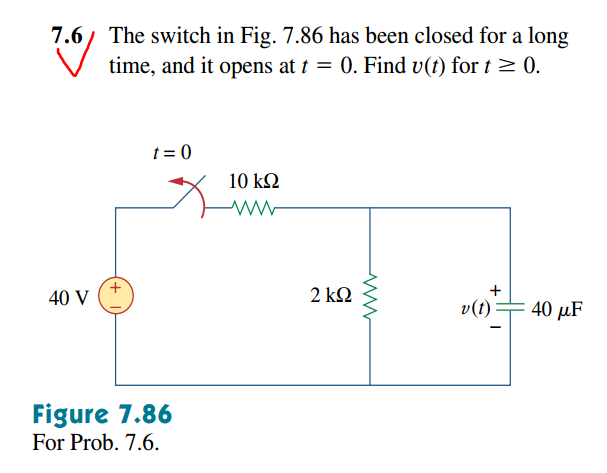 7.6 The switch in Fig. 7.86 has been closed for a long
time, and it opens at t = 0. Find v(t) for t ≥ 0.
t = 0
10 kΩ
40 V
+
−
2 kΩ
+
v(t)
−
40 μF
Figure 7.86
For Prob. 7.6.